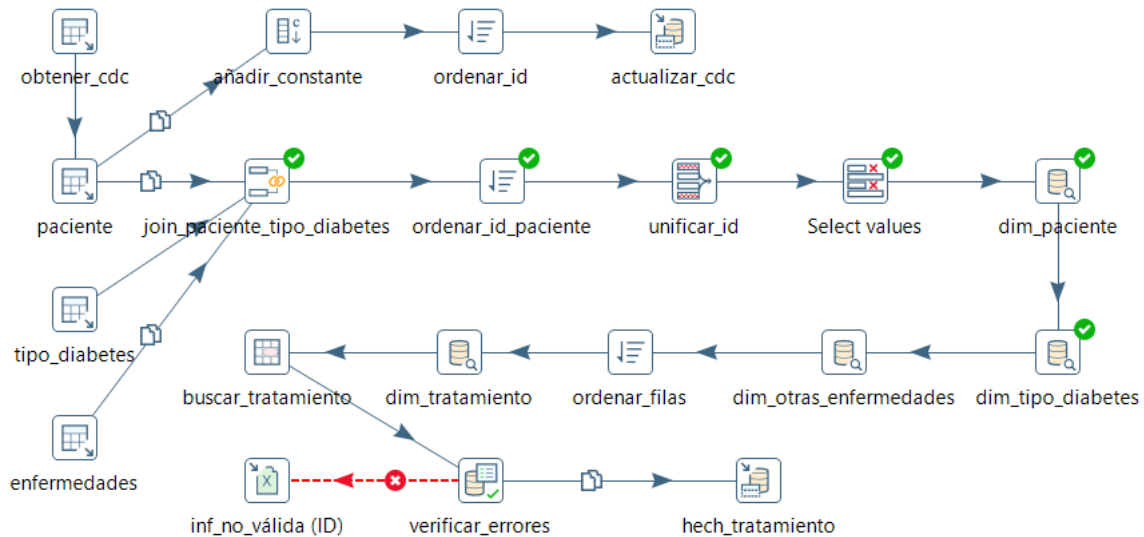 obtener_cdc
añadir_constante
ordenar_id
actualizar_cdc
paciente
join_paciente_tipo_diabetes
ordenar_id_paciente
unificar_id
Select values
dim_paciente
tipo_diabetes
buscar_tratamiento
dim_tratamiento
ordenar_filas
dim_otras_enfermedades
dim_tipo_diabetes
enfermedades
inf_no_válida (ID)
verificar_errores
hech_tratamiento